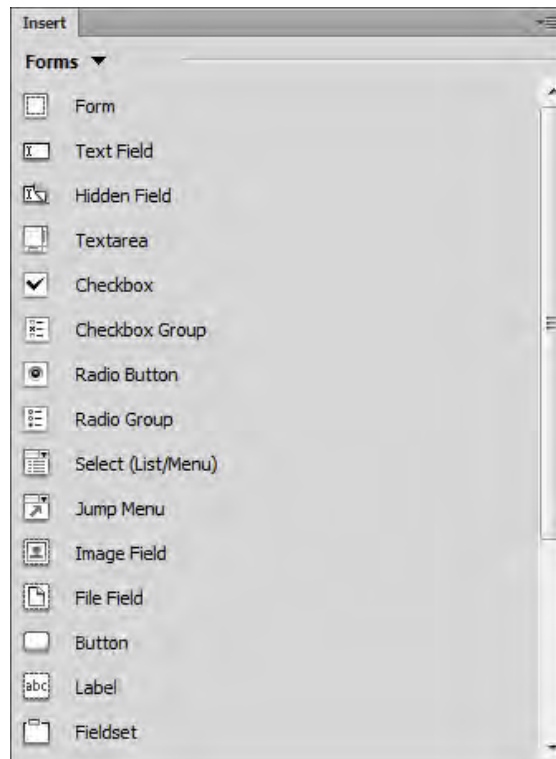 Insert
Forms
Form
Text Field
Hidden Field
Textarea
Checkbox
Checkbox Group
Radio Button
Radio Group
Select (List/Menu)
Jump Menu
Image Field
File Field
Button
abc Label
Fieldset